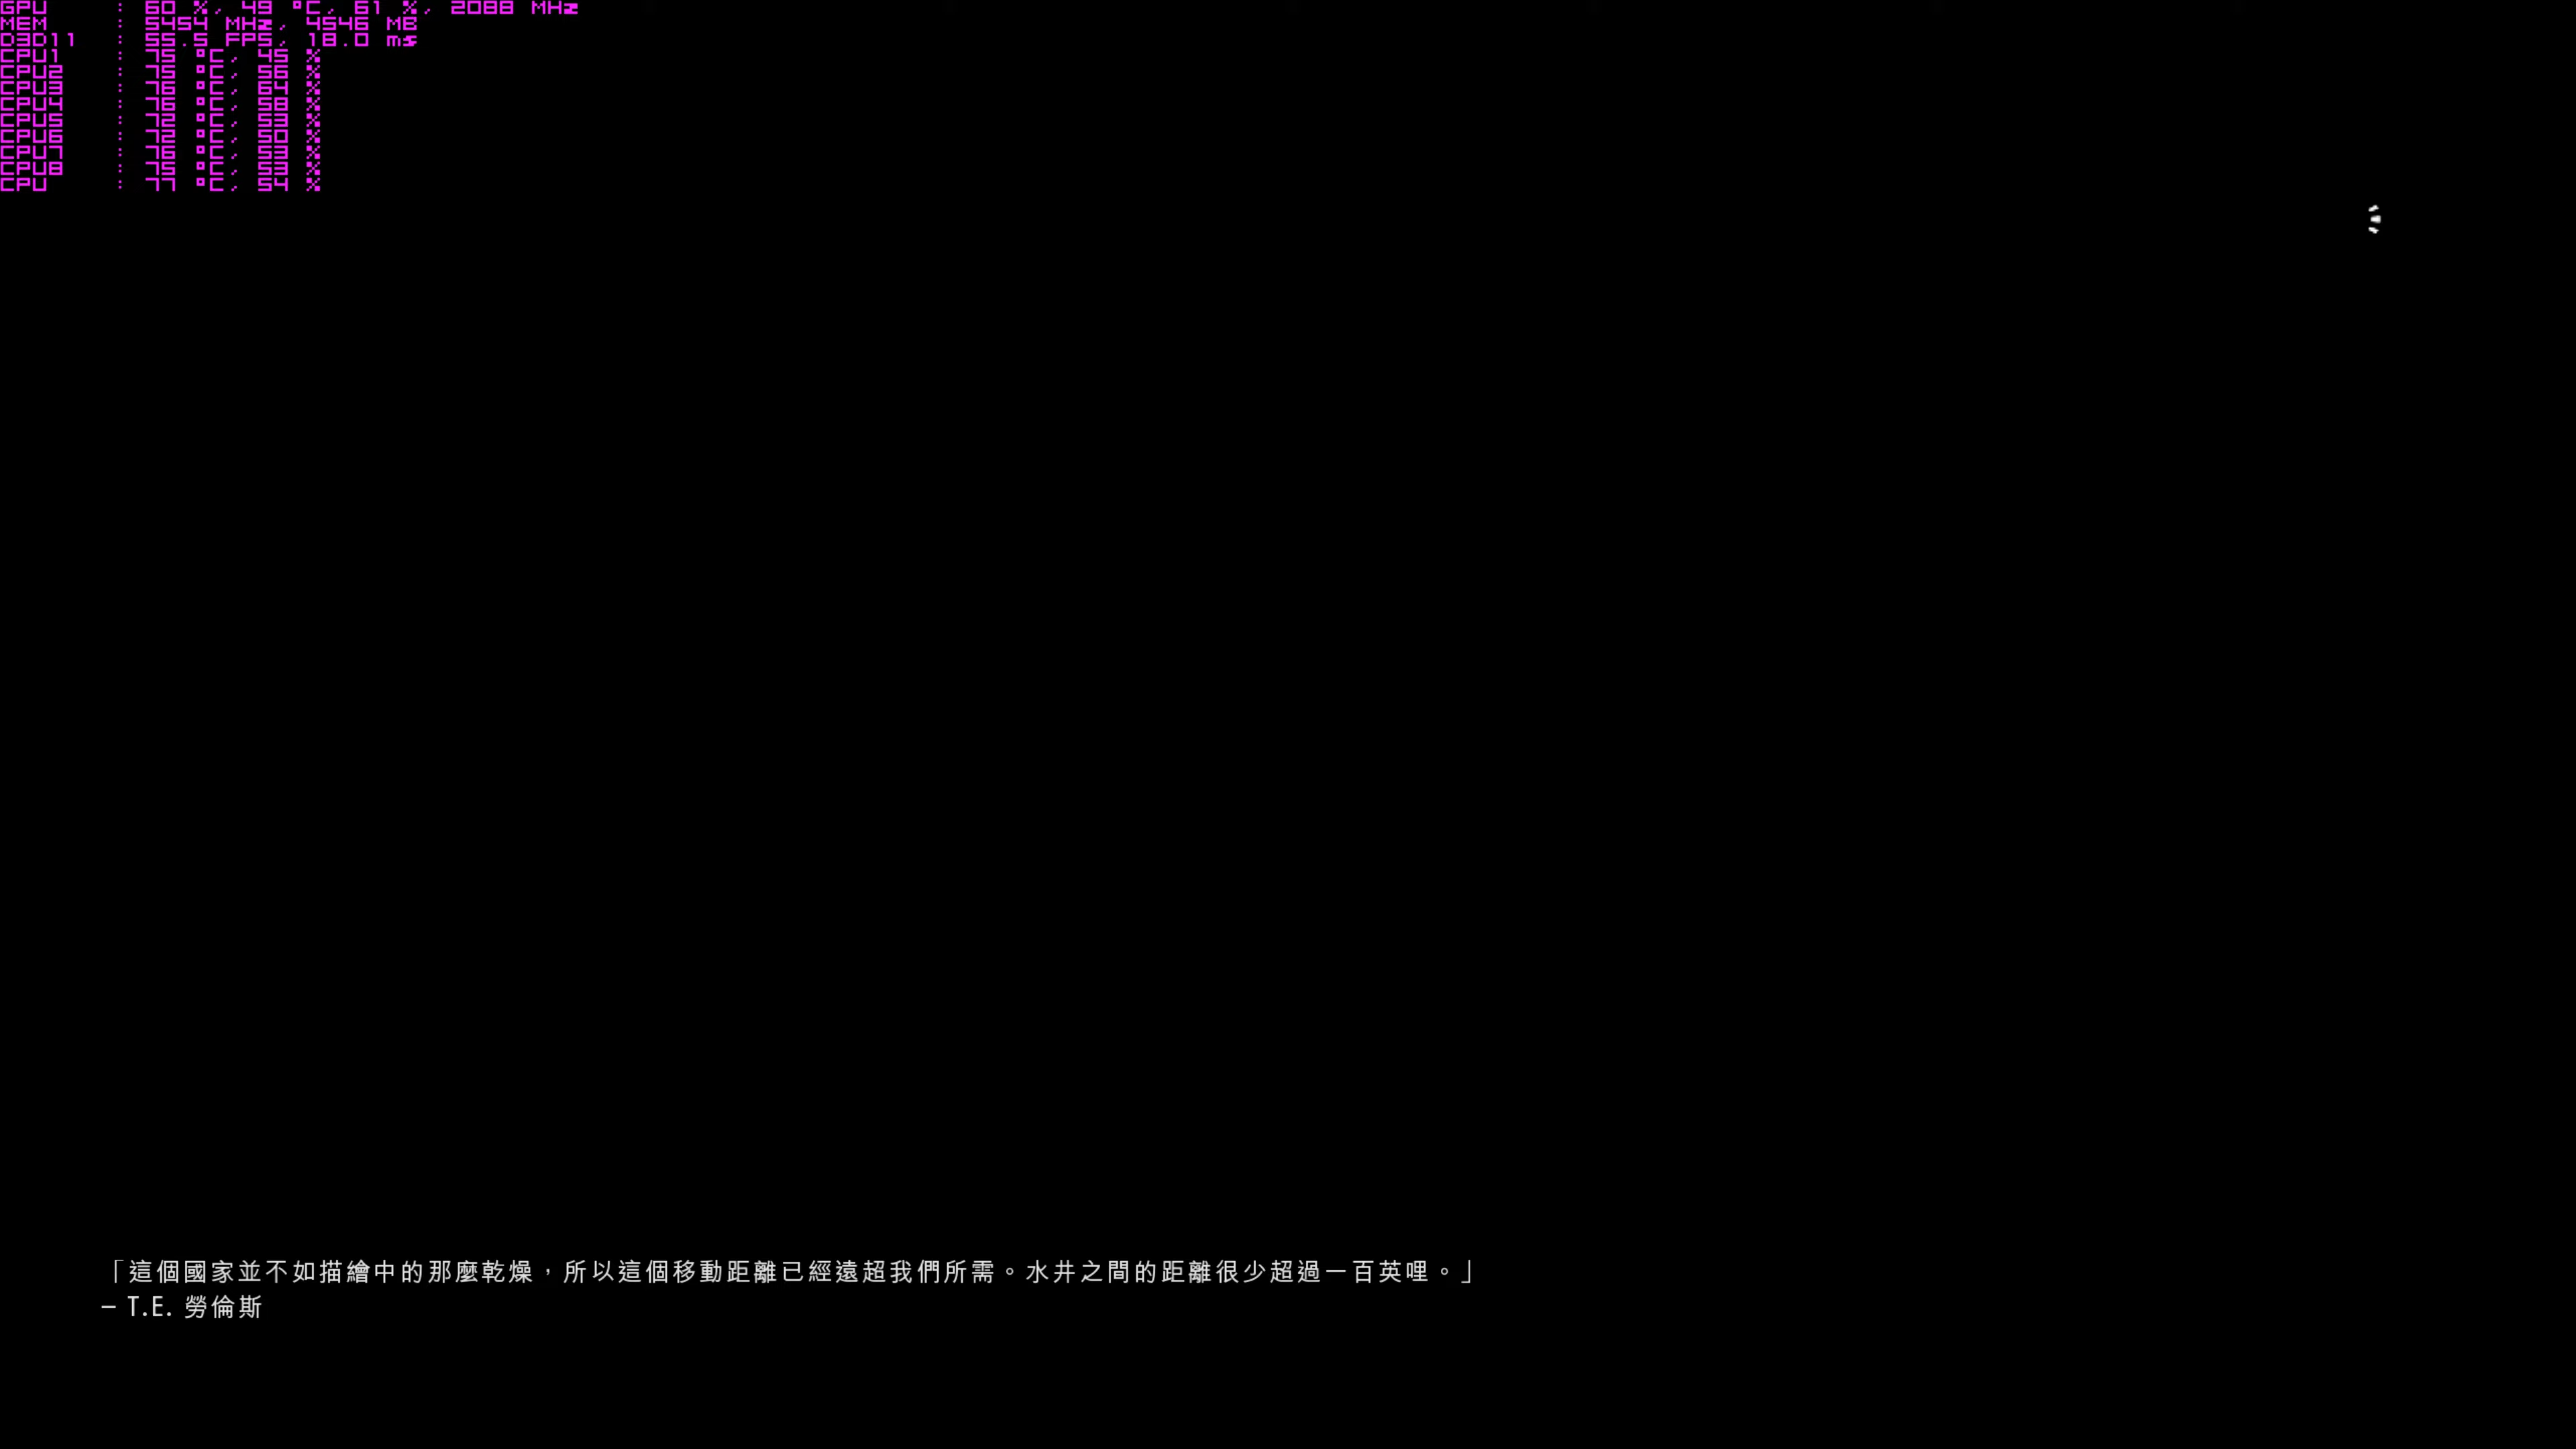 GPU : 60 %, 49 °C, 61 %, 2088 MHz
MEM : 5454 MHz, 4546 MB
D3D11 : 55.5 FPS, 18.0 ms
CPU1 : 75 °C, 45 %
CPU2 : 75 °C, 56 %
CPU3 : 76 °C, 64 %
CPU4 : 76 °C, 58 %
CPU5 : 72 °C, 53 %
CPU6 : 72 °C, 50 %
CPU7 : 76 °C, 53 %
CPU8 : 75 °C, 53 %
CPU : 77 °C, 54 %
「這個國家並不如描繪中的那麼乾燥，所以這個移動距離已經遠超我們所需。水井之間的距離很少超過一百英哩。」
– T.E. 勞倫斯